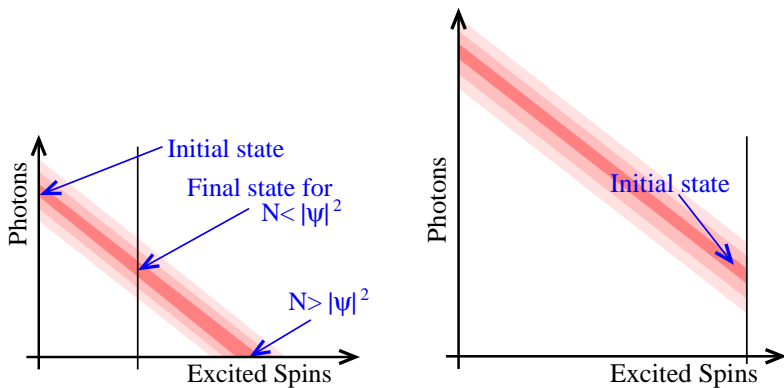 Photons
Initial state
Final state for
N< |ψ|²
N> |ψ|²
Excited Spins
Photons
Initial state
Excited Spins